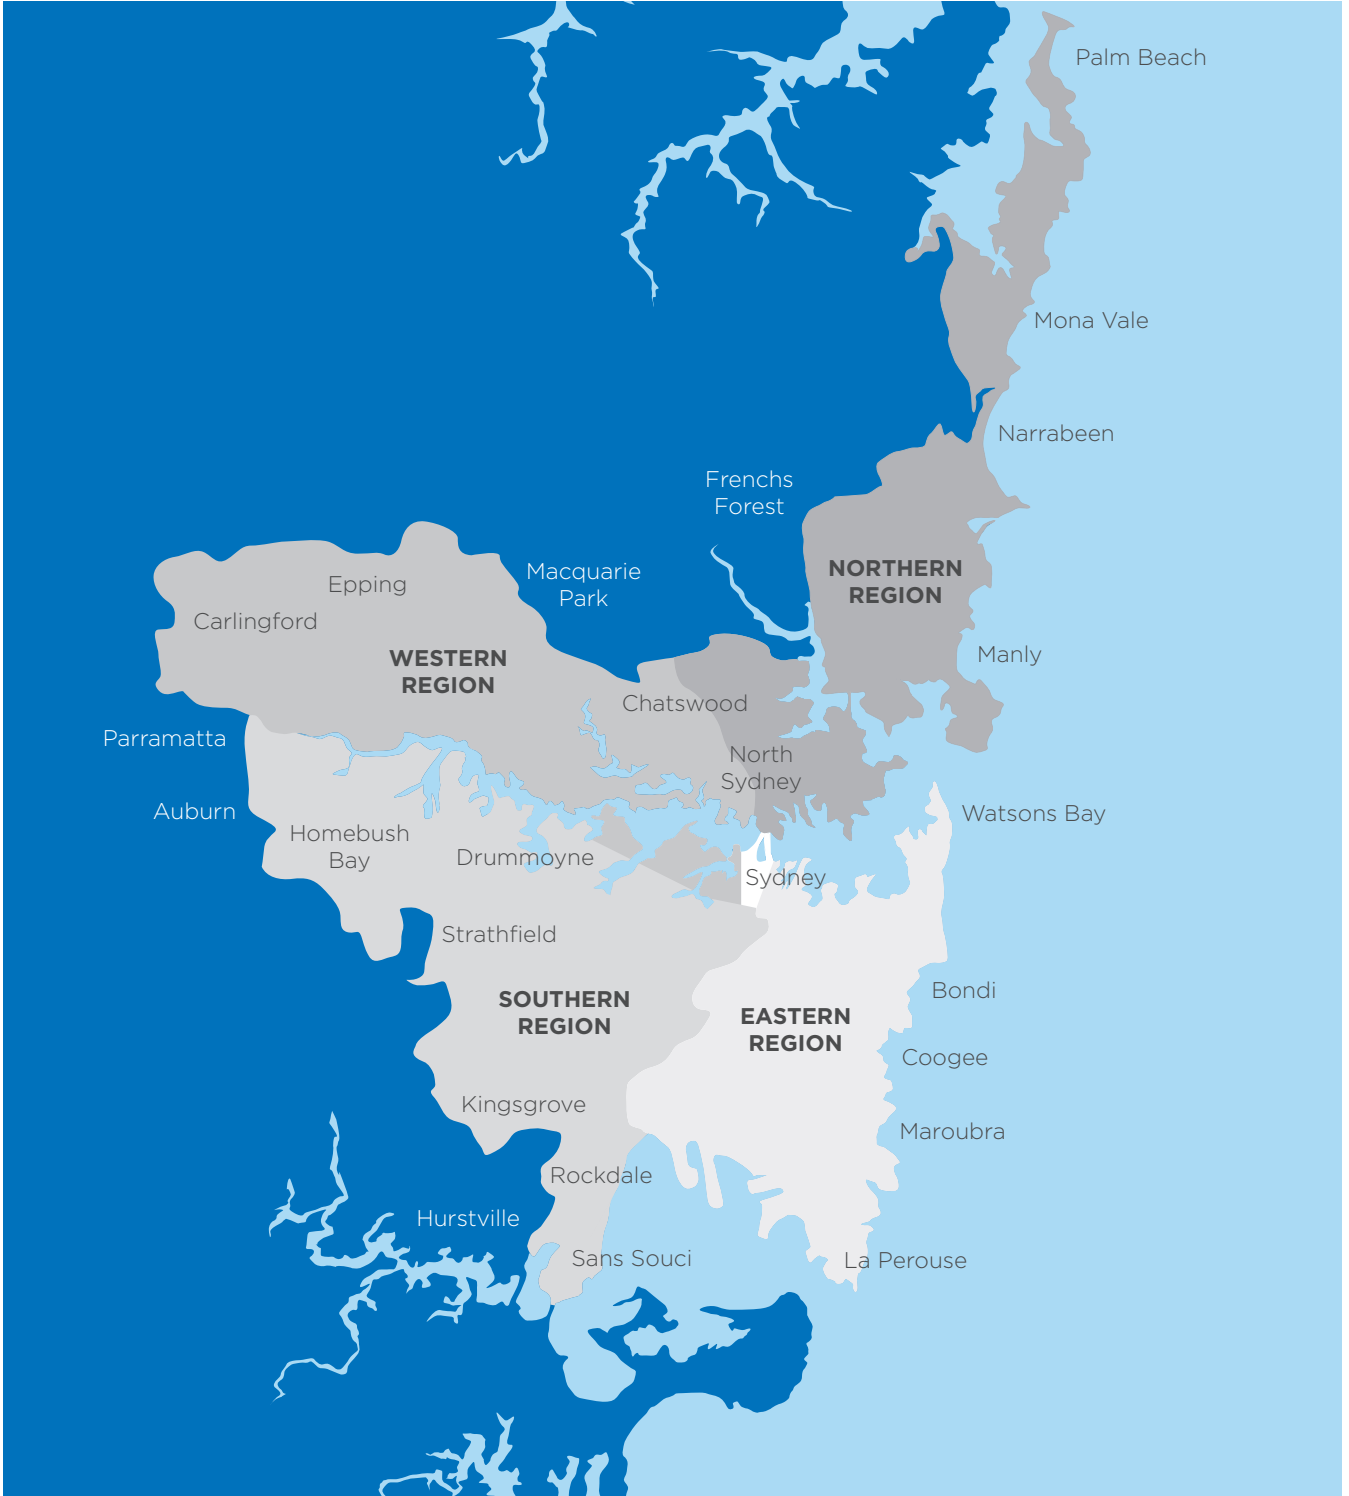 Palm Beach
Mona Vale
Narrabeen
Frenchs
Forest
NORTHERN
REGION
Macquarie
Park
Epping
Carlingford
WESTERN
REGION
Manly
Chatswood
Parramatta
North
Sydney
Auburn
Watsons Bay
Homebush
Bay
Drummoyne
Sydney
Strathfield
SOUTHERN
REGION
Bondi
EASTERN
REGION
Coogee
Kingsgrove
Maroubra
Rockdale
Hurstville
Sans Souci
La Perouse